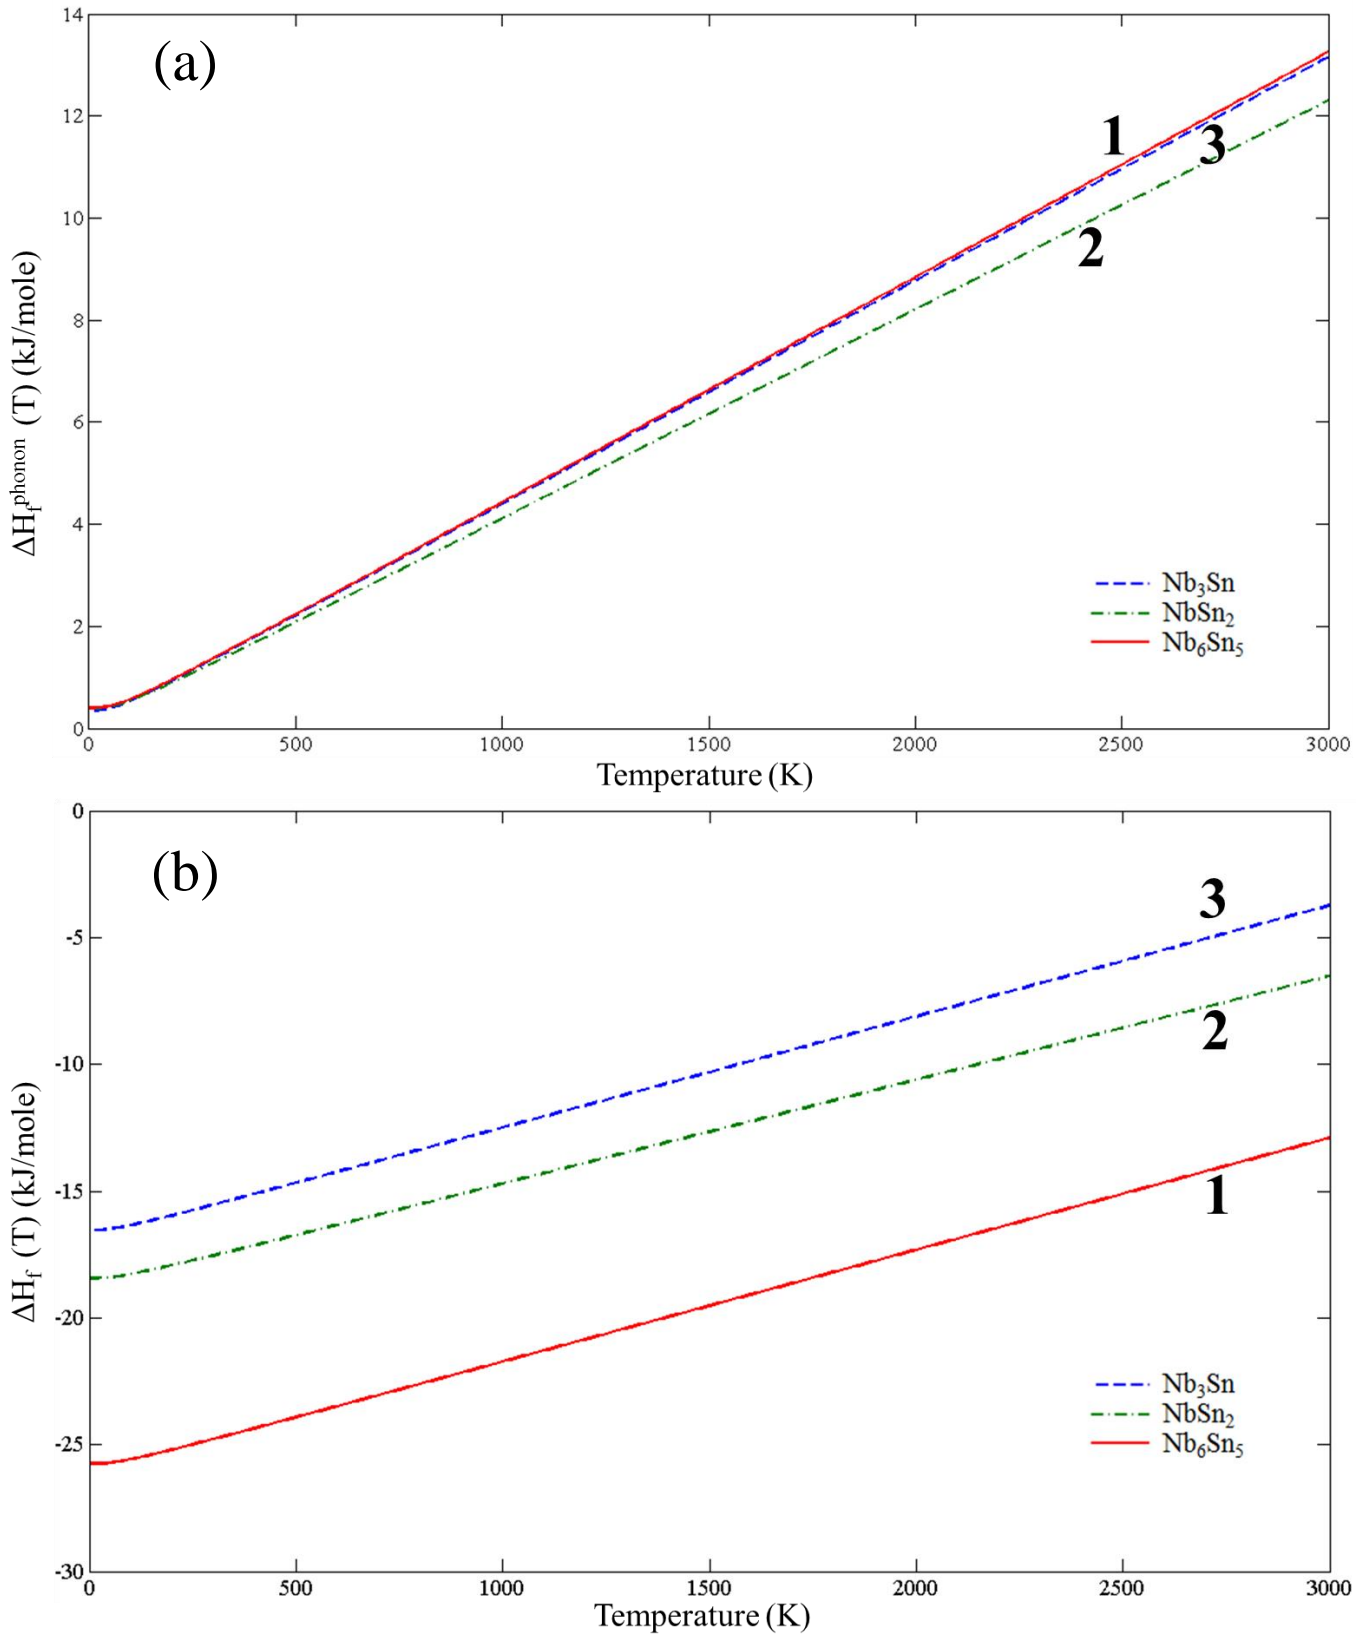 (a)
14
12
10
8
6
4
2
0
ΔHfphonon (T) (kJ/mole)
1
3
2
Nb3Sn
NbSn2
Nb6Sn5
0 500 1000 1500 2000 2500 3000
Temperature (K)
(b)
0
-5
-10
-15
-20
-25
-30
ΔHf (T) (kJ/mole)
3
2
1
Nb3Sn
NbSn2
Nb6Sn5
0 500 1000 1500 2000 2500 3000
Temperature (K)